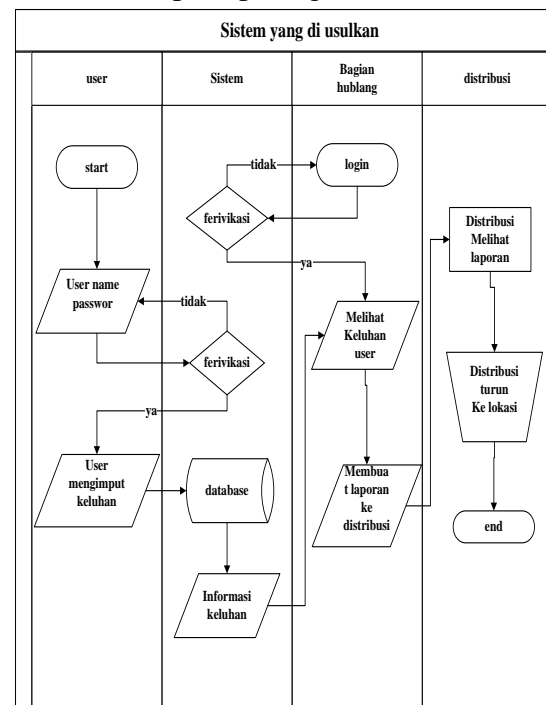 Sistem yang di usulkan
user
Sistem
Bagian
hublang
distribusi
start
tidak
login
ferivikasi
ya
Distribusi
Melihat
laporan
User name
passwor
tidak
ferivikasi
ya
Melihat
Keluhan
user
Distribusi
turun
Ke lokasi
User
mengimput
keluhan
database
Membua
t laporan
ke
distribusi
end
Informasi
keluhan